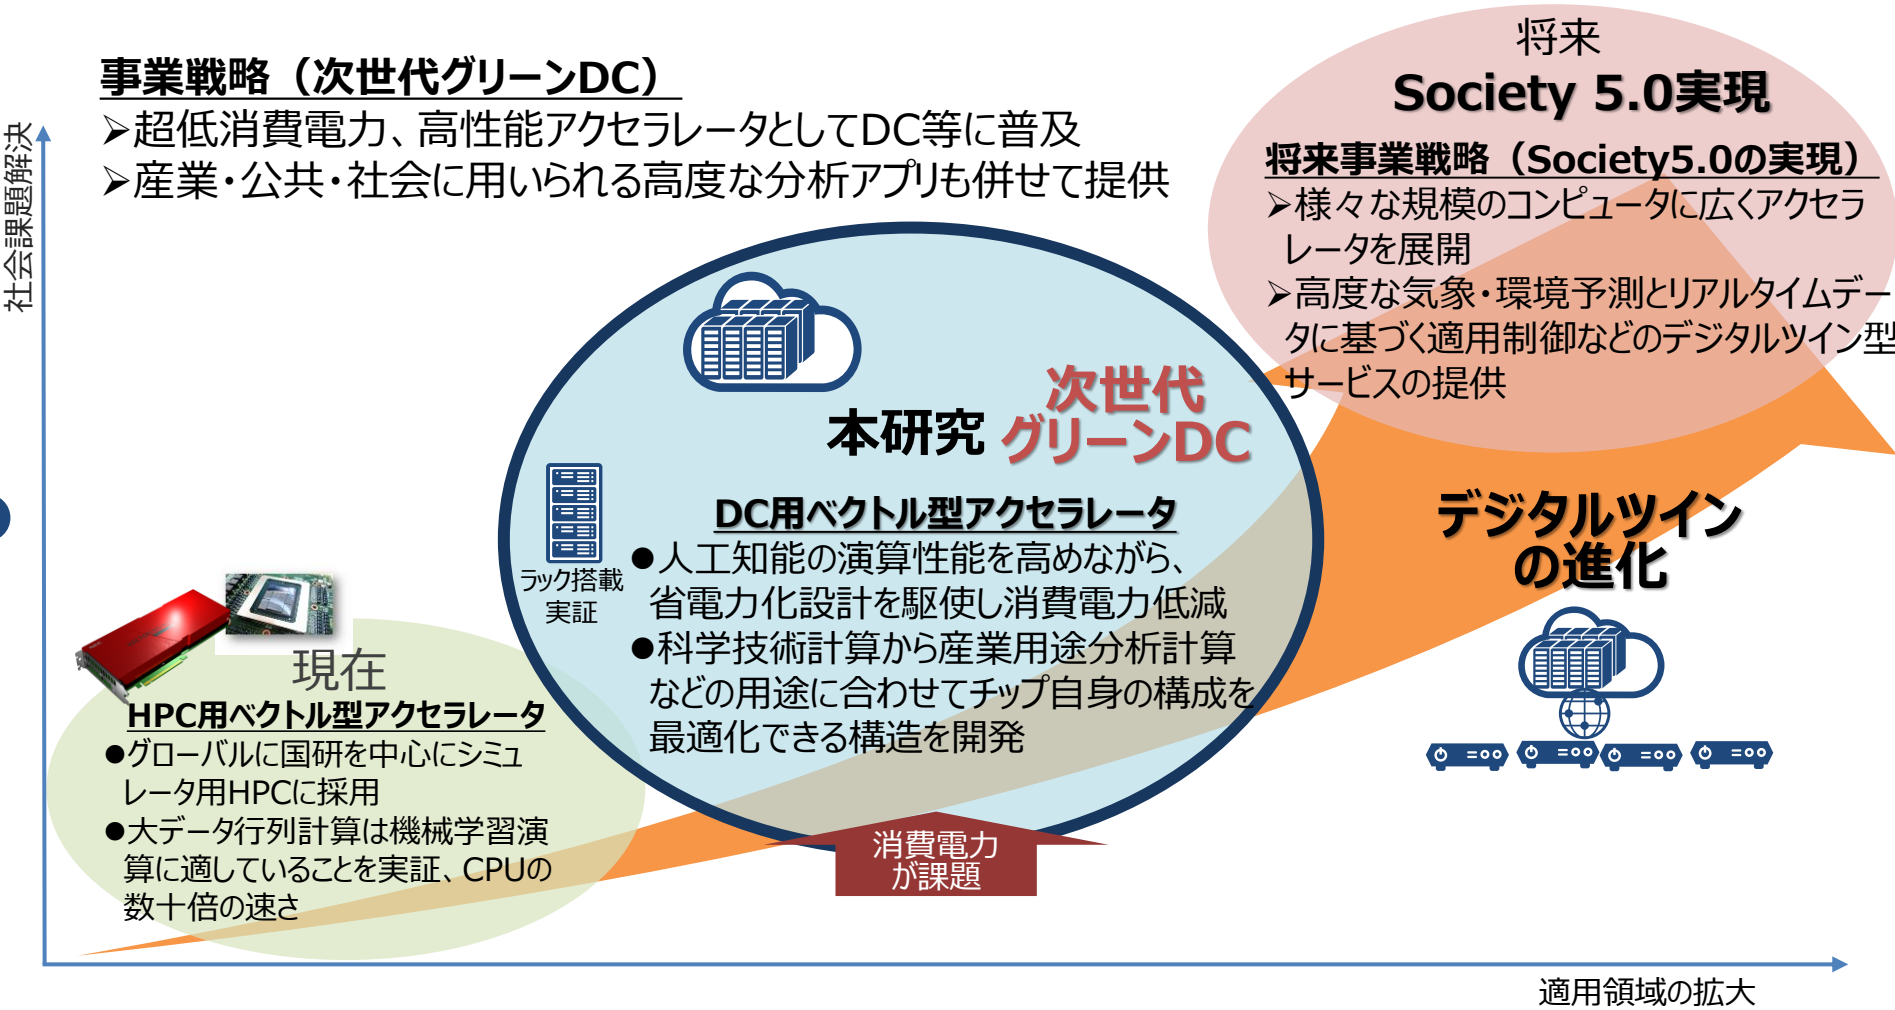 事業戦略（次世代グリーンDC）
➢超低消費電力、高性能アクセラレータとしてDC等に普及
➢産業・公共・社会に用いられる高度な分析アプリも併せて提供
将来
Society 5.0実現
将来事業戦略（Society5.0の実現）
➢様々な規模のコンピュータに広くアクセラ
レータを展開
➢高度な気象・環境予測とリアルタイムデー
タに基づく適用制御などのデジタルツイン型
サービスの提供
社会課題解決
本研究
次世代
グリーンDC
DC用ベクトル型アクセラレータ
●人工知能の演算性能を高めながら、
省電力化設計を駆使し消費電力低減
●科学技術計算から産業用途分析計算
などの用途に合わせてチップ自身の構成を
最適化できる構造を開発
ラック搭載
実証
デジタルツイン
の進化
現在
HPC用ベクトル型アクセラレータ
●グローバルに国研を中心にシミュ
レータ用HPCに採用
●大データ行列計算は機械学習演
算に適していることを実証、CPUの
数十倍の速さ
消費電力
が課題
適用領域の拡大